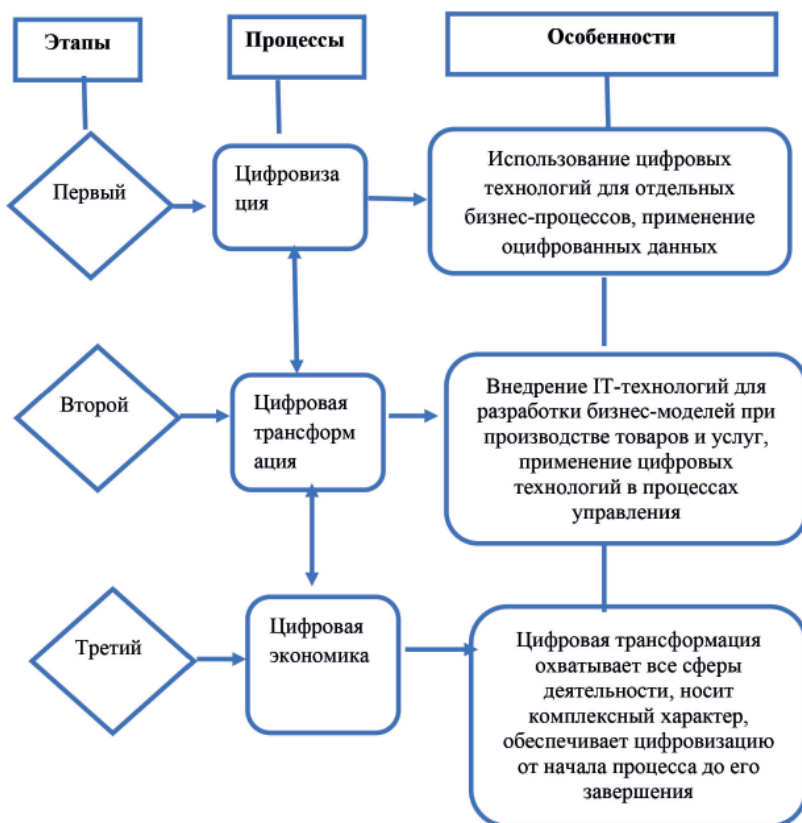 Этапы
Процессы
Особенности
Первый
Цифровиза
ция
Использование цифровых
технологий для отдельных
бизнес-процессов, применение
оцифрованных данных
Второй
Цифровая
трансформ
ация
Внедрение IT-технологий для
разработки бизнес-моделей при
производстве товаров и услуг,
применение цифровых
технологий в процессах
управления
Третий
Цифровая
экономика
Цифровая трансформация
охватывает все сферы
деятельности, носит
комплексный характер,
обеспечивает цифровизацию
от начала процесса до его
завершения